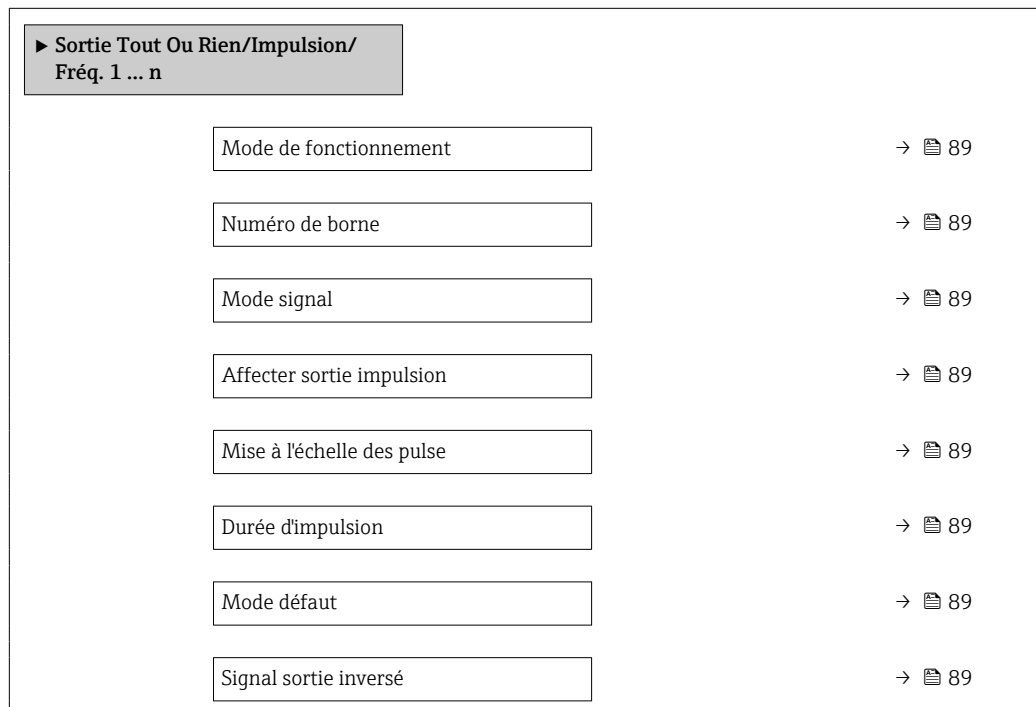 ► Sortie Tout Ou Rien/Impulsion/
Fréq. 1 ... n
Mode de fonctionnement → 89
Numéro de borne → 89
Mode signal → 89
Affecter sortie impulsion → 89
Mise à l'échelle des pulse → 89
Durée d'impulsion → 89
Mode défaut → 89
Signal sortie inversé → 89